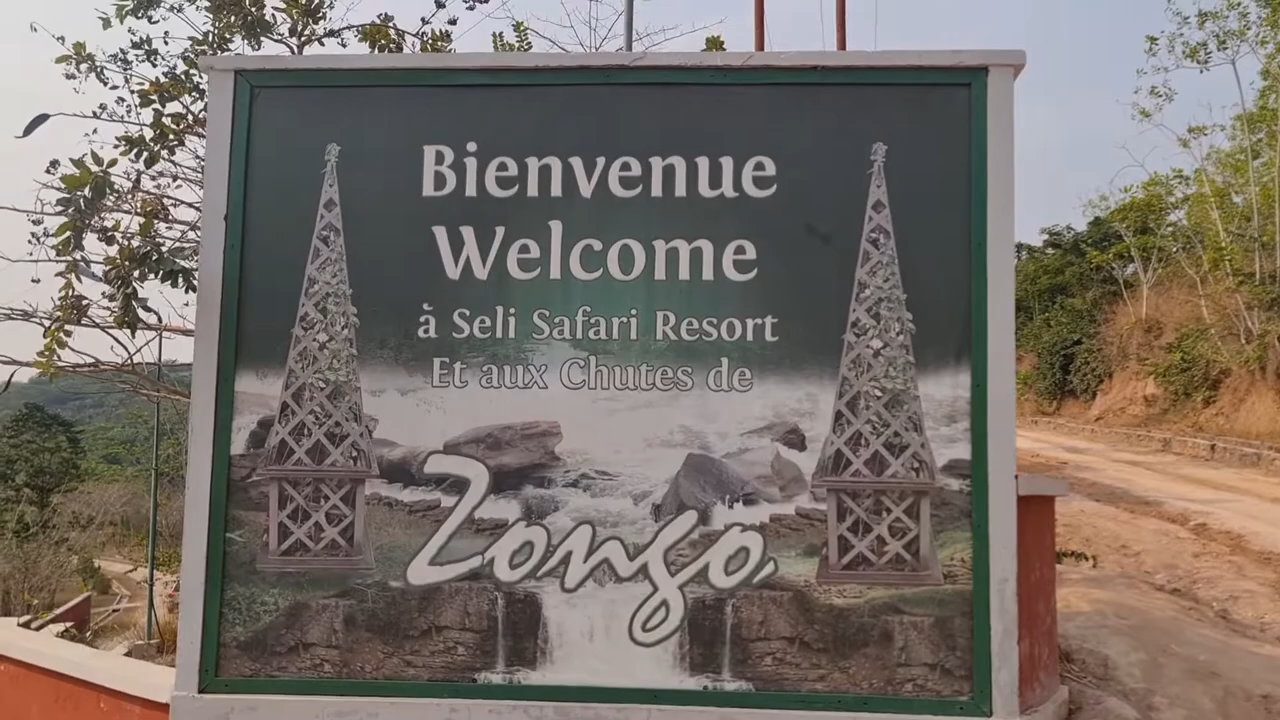 Bienvenue
Welcome
à Seli Safari Resort
Et aux Chutes de
Zongo